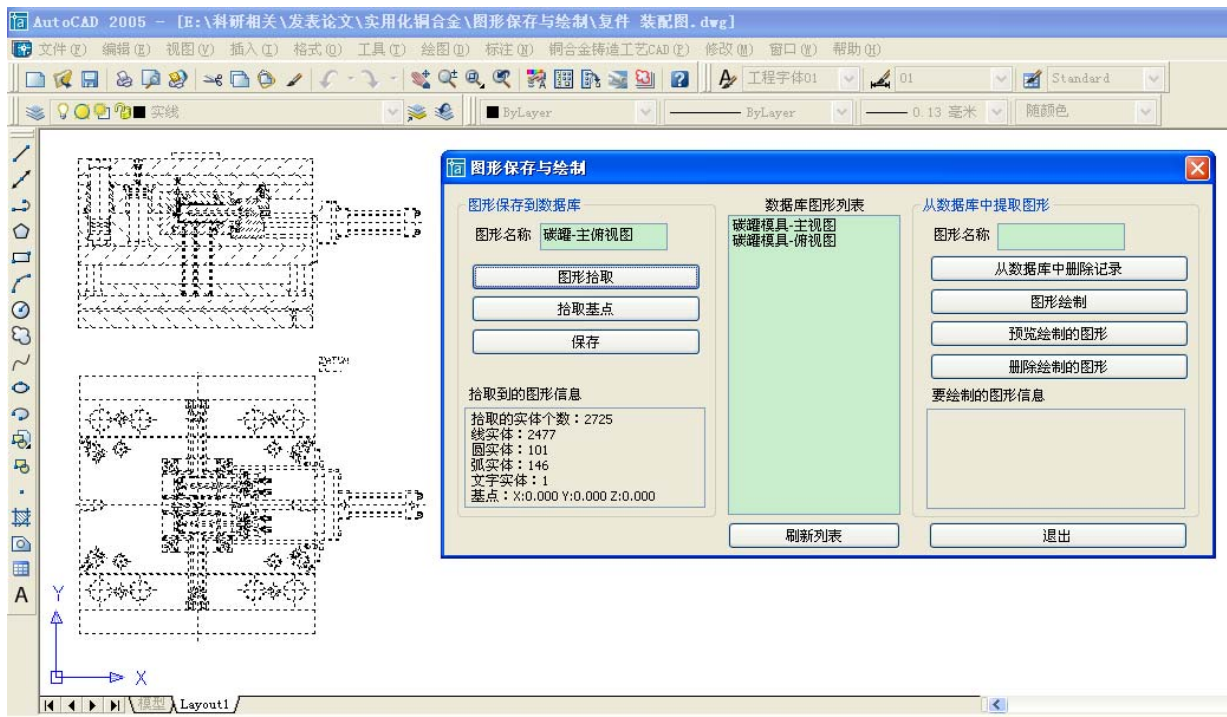 AutoCAD 2005 - [E:\科研相关\发表论文\实用化铜合金\图形保存与绘制\复件 装配图.dwg]
文件(F) 编辑(E) 视图(V) 插入(I) 格式(O) 工具(T) 绘图(D) 标注(N) 铜合金铸造工艺CAD(P) 修改(M) 窗口(W) 帮助(H)
工程字体01 01 Standard
实线 ByLayer ByLayer 0.13 毫米 随颜色
图形保存与绘制
图形保存到数据库
图形名称 碳罐-主俯视图
图形拾取
拾取基点
保存
拾取到的图形信息
拾取的实体个数：2725
线实体：2477
圆实体：101
弧实体：146
文字实体：1
基点：X:0.000 Y:0.000 Z:0.000
数据库图形列表
碳罐模具-主视图
碳罐模具-俯视图
刷新列表
从数据库中提取图形
图形名称
从数据库中删除记录
图形绘制
预览绘制的图形
删除绘制的图形
要绘制的图形信息
退出
A
Y
X
模型 Layout1